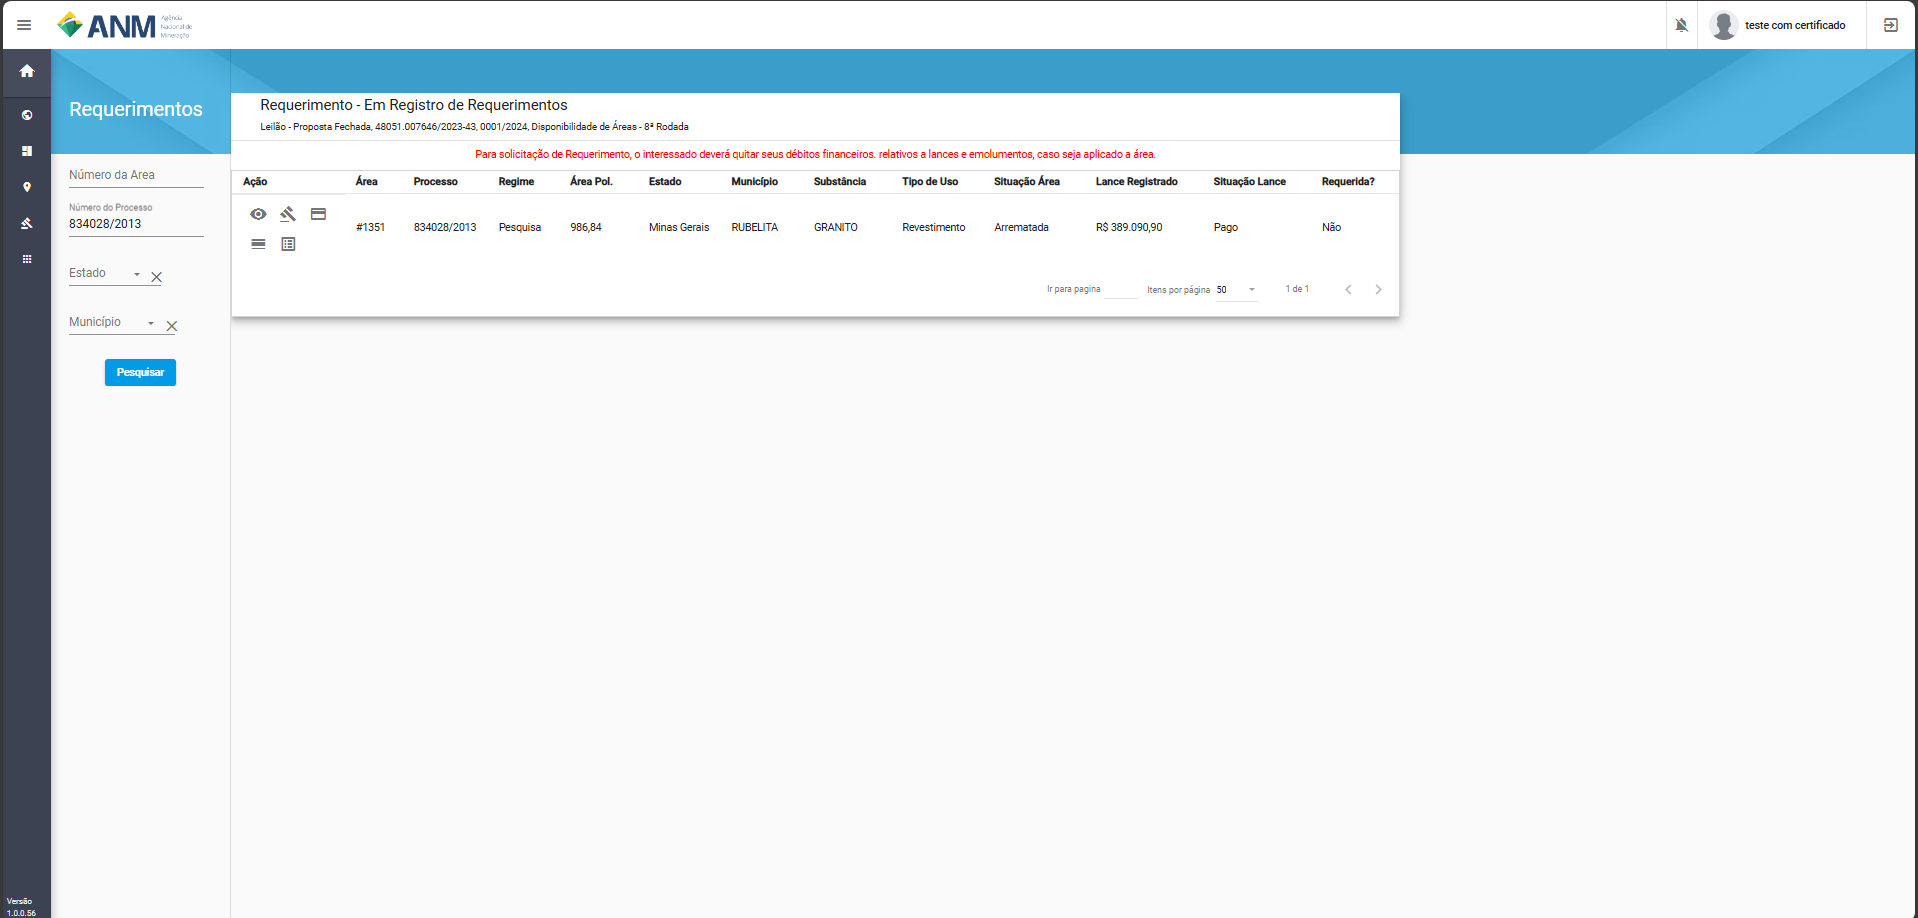 ANM
Agência
Nacional de
Mineração
teste com certificado
Requerimentos
Número da Area
Número do Processo
834028/2013
Estado
Município
Pesquisar
Requerimento - Em Registro de Requerimentos
Leilão - Proposta Fechada, 48051.007646/2023-43, 0001/2024, Disponibilidade de Áreas - 8ª Rodada
Para solicitação de Requerimento, o interessado deverá quitar seus débitos financeiros. relativos a lances e emolumentos, caso seja aplicado a área.
Ação Área Processo Regime Área Pol. Estado Município Substância Tipo de Uso Situação Área Lance Registrado Situação Lance Requerida?
#1351 834028/2013 Pesquisa 986,84 Minas Gerais RUBELITA GRANITO Revestimento Arrematada R$ 389.090,90 Pago Não
Ir para pagina Itens por página 50 1 de 1
Versão
1.0.0.56